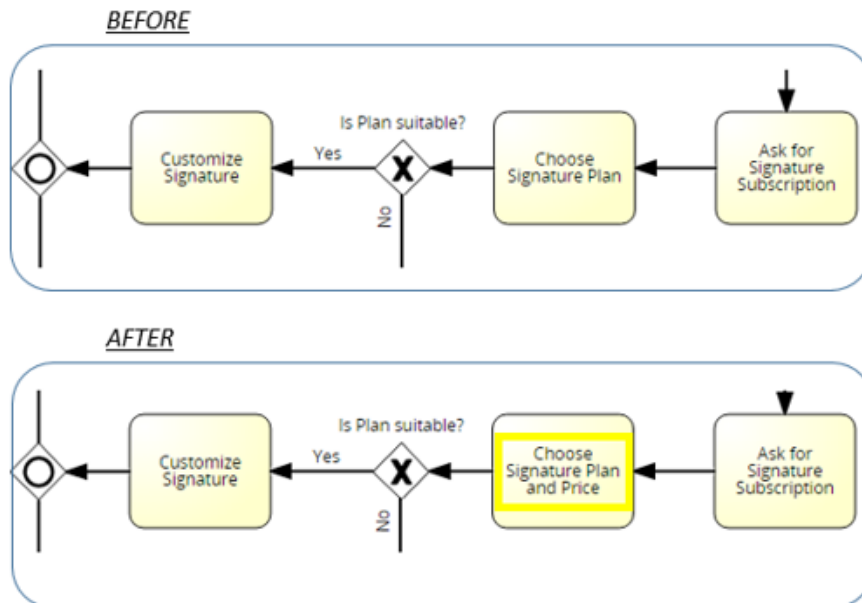 BEFORE
Is Plan suitable?
Customize
Signature
Yes
X
Choose
Signature Plan
Ask for
Signature
Subscription
No
AFTER
Is Plan suitable?
Customize
Signature
Yes
X
Choose
Signature Plan
and Price
Ask for
Signature
Subscription
No